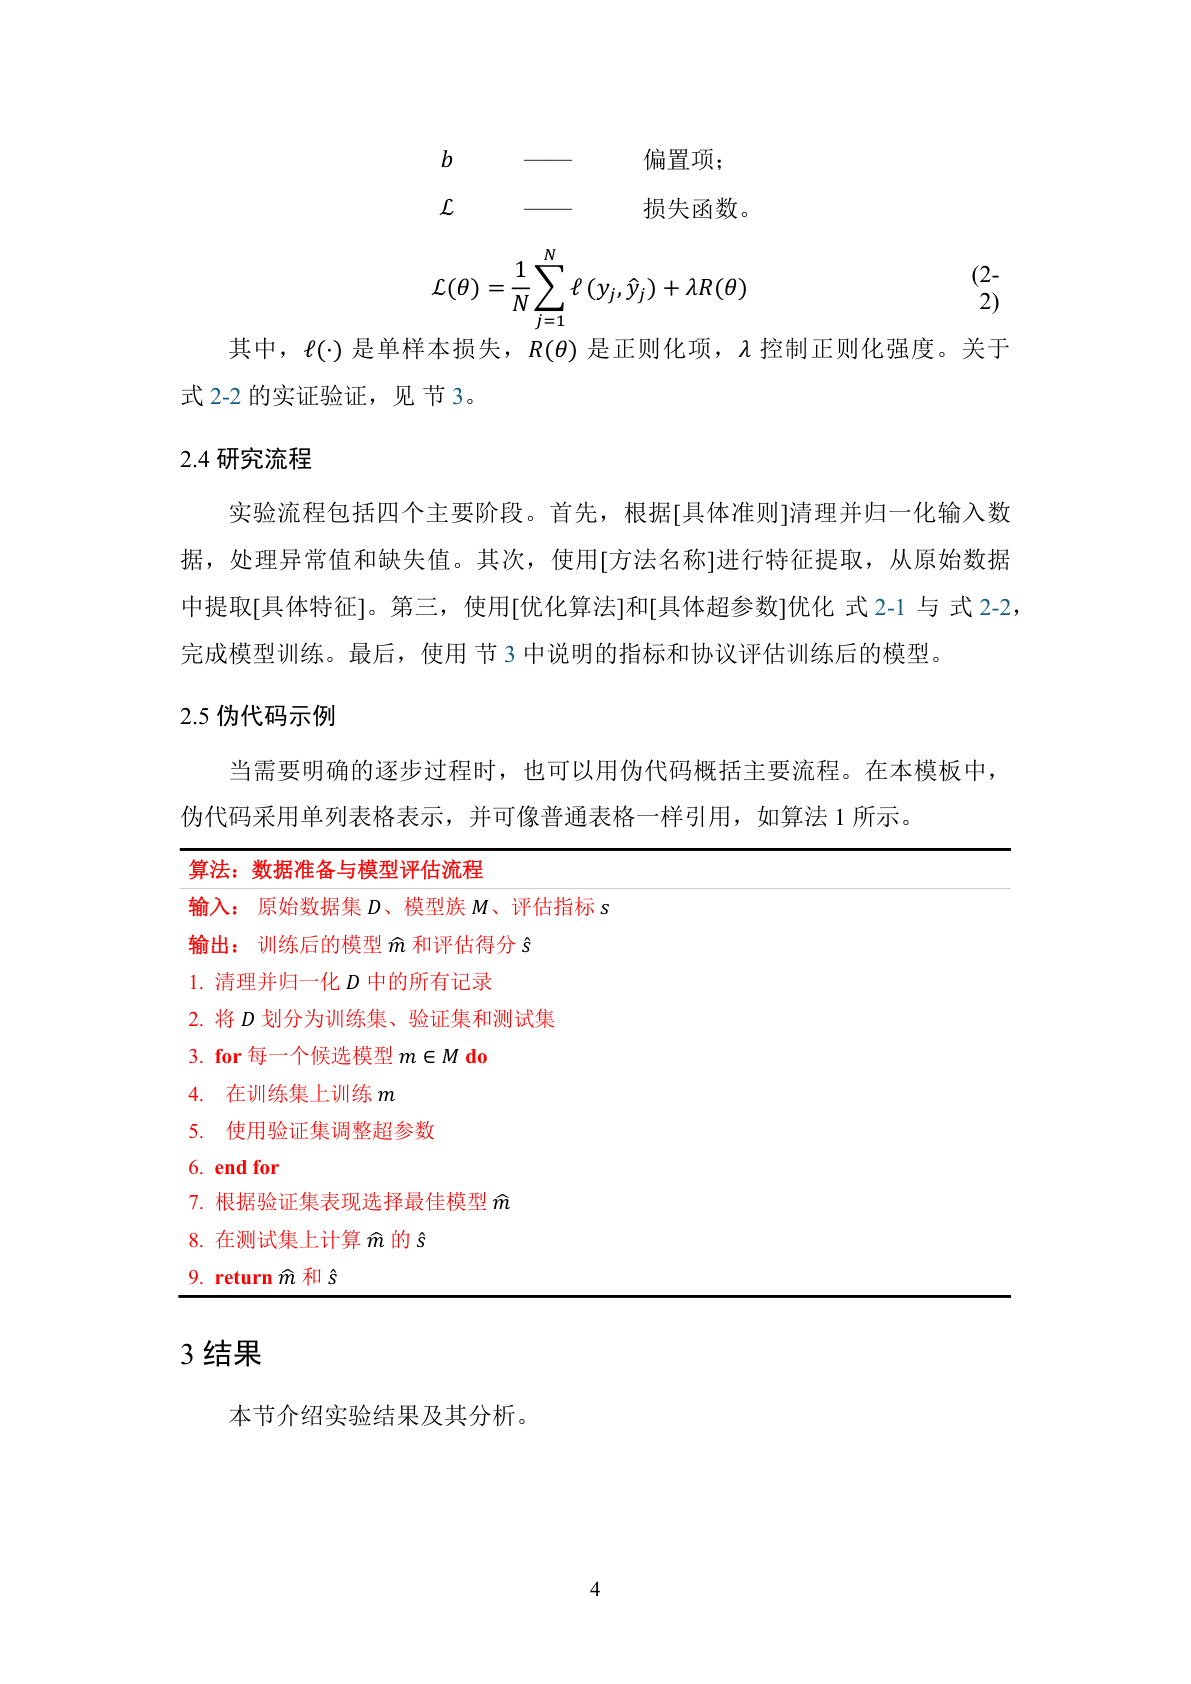 b —— 偏置项；
ℒ —— 损失函数。
ℒ(θ) = 1/N ∑_{j=1}^{N} ℓ (y_j, ŷ_j) + λR(θ) (2-
2)
其中，ℓ(·) 是单样本损失，R(θ) 是正则化项，λ 控制正则化强度。关于
式 2-2 的实证验证，见 节 3。
2.4 研究流程
实验流程包括四个主要阶段。首先，根据[具体准则]清理并归一化输入数
据，处理异常值和缺失值。其次，使用[方法名称]进行特征提取，从原始数据
中提取[具体特征]。第三，使用[优化算法]和[具体超参数]优化 式 2-1 与 式 2-2，
完成模型训练。最后，使用 节 3 中说明的指标和协议评估训练后的模型。
2.5 伪代码示例
当需要明确的逐步过程时，也可以用伪代码概括主要流程。在本模板中，
伪代码采用单列表格表示，并可像普通表格一样引用，如算法 1 所示。
算法：数据准备与模型评估流程
输入： 原始数据集 D、模型族 M、评估指标 s
输出： 训练后的模型 m̂ 和评估得分 ŝ
1. 清理并归一化 D 中的所有记录
2. 将 D 划分为训练集、验证集和测试集
3. for 每一个候选模型 m ∈ M do
4. 在训练集上训练 m
5. 使用验证集调整超参数
6. end for
7. 根据验证集表现选择最佳模型 m̂
8. 在测试集上计算 m̂ 的 ŝ
9. return m̂ 和 ŝ
3 结果
本节介绍实验结果及其分析。
4